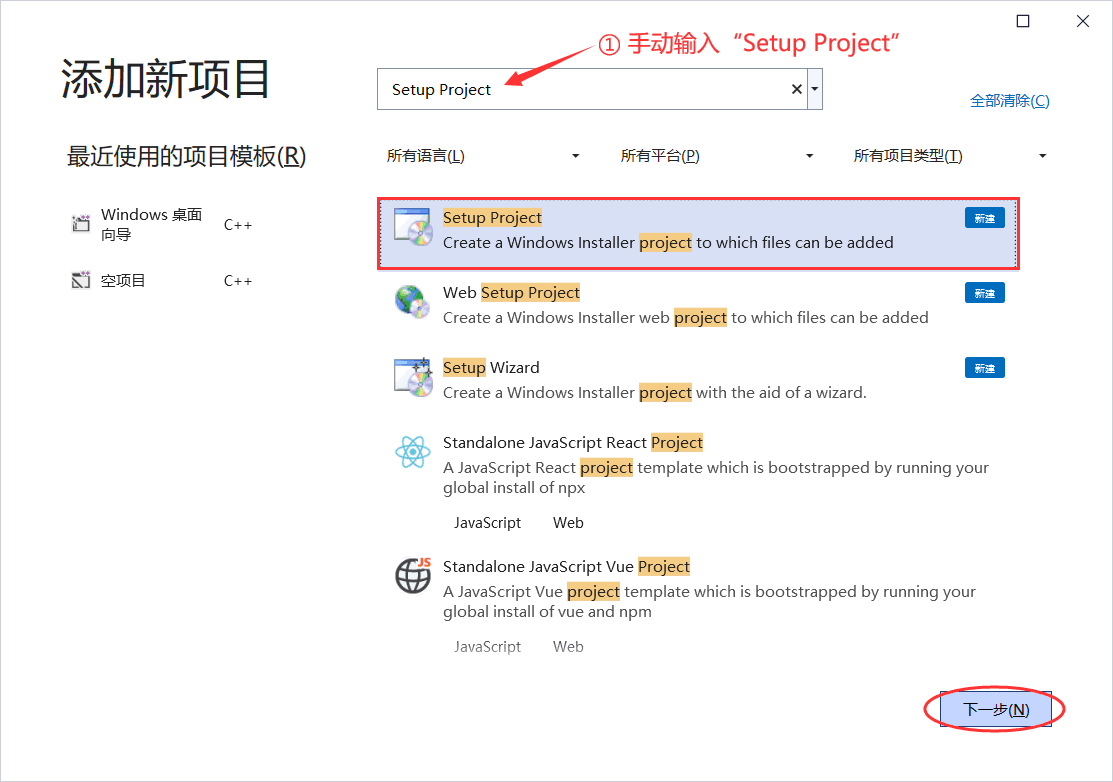 ① 手动输入“Setup Project”
添加新项目
Setup Project
全部清除(C)
最近使用的项目模板(R)
所有语言(L)
所有平台(P)
所有项目类型(T)
Windows 桌面
向导
C++
空项目
C++
Setup Project
新建
Create a Windows Installer project to which files can be added
Web Setup Project
新建
Create a Windows Installer web project to which files can be added
Setup Wizard
新建
Create a Windows Installer project with the aid of a wizard.
Standalone JavaScript React Project
A JavaScript React project template which is bootstrapped by running your
global install of npx
JavaScript Web
JS
Standalone JavaScript Vue Project
A JavaScript Vue project template which is bootstrapped by running your
global install of vue and npm
JavaScript Web
下一步(N)